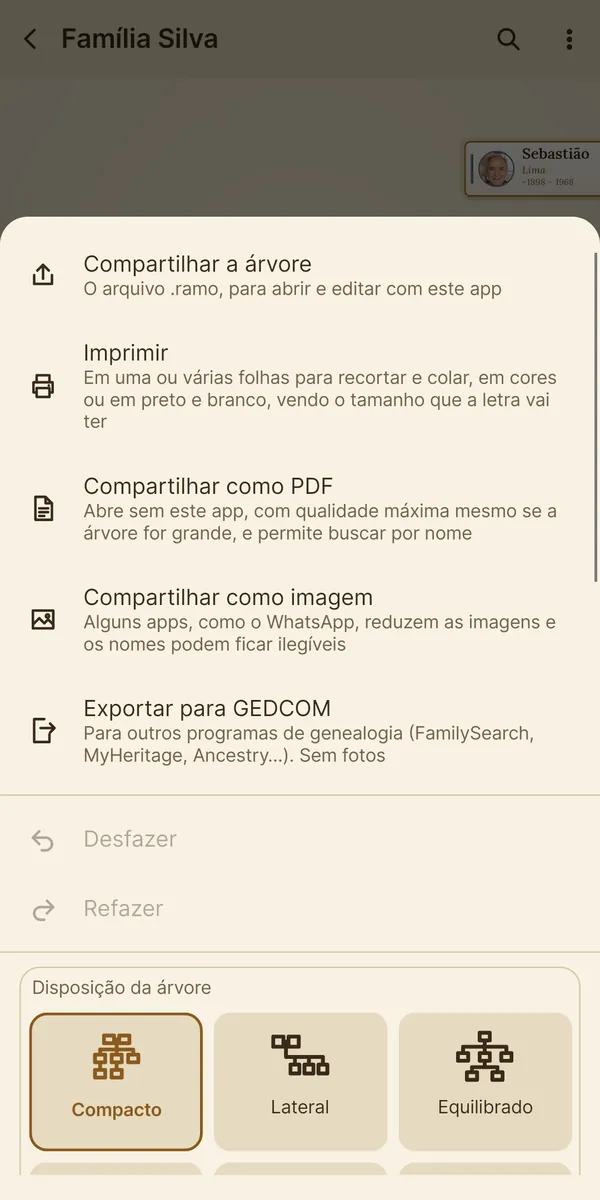 Família Silva
Sebastião
Lima
~1898 - 1968
Compartilhar a árvore
O arquivo .ramo, para abrir e editar com este app
Imprimir
Em uma ou várias folhas para recortar e colar, em cores
ou em preto e branco, vendo o tamanho que a letra vai
ter
Compartilhar como PDF
Abre sem este app, com qualidade máxima mesmo se a
árvore for grande, e permite buscar por nome
Compartilhar como imagem
Alguns apps, como o WhatsApp, reduzem as imagens e
os nomes podem ficar ilegíveis
Exportar para GEDCOM
Para outros programas de genealogia (FamilySearch,
MyHeritage, Ancestry...). Sem fotos
Desfazer
Refazer
Disposição da árvore
Compacto
Lateral
Equilibrado